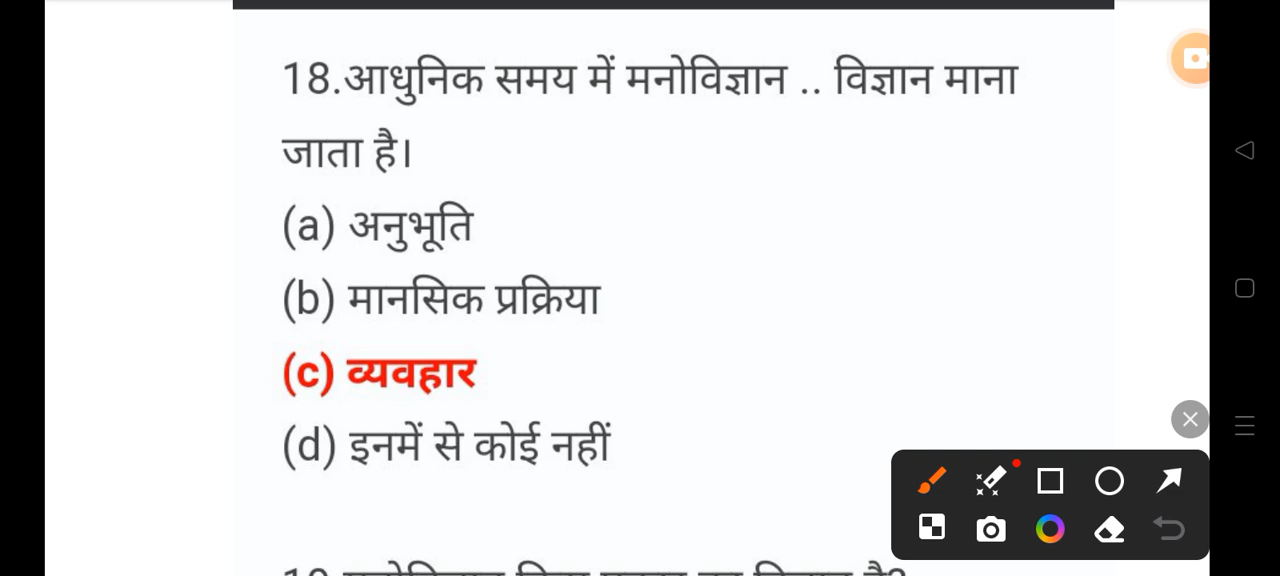 18.आधुनिक समय में मनोविज्ञान .. विज्ञान माना
जाता है।
(a) अनुभूति
(b) मानसिक प्रक्रिया
(c) व्यवहार
(d) इनमें से कोई नहीं